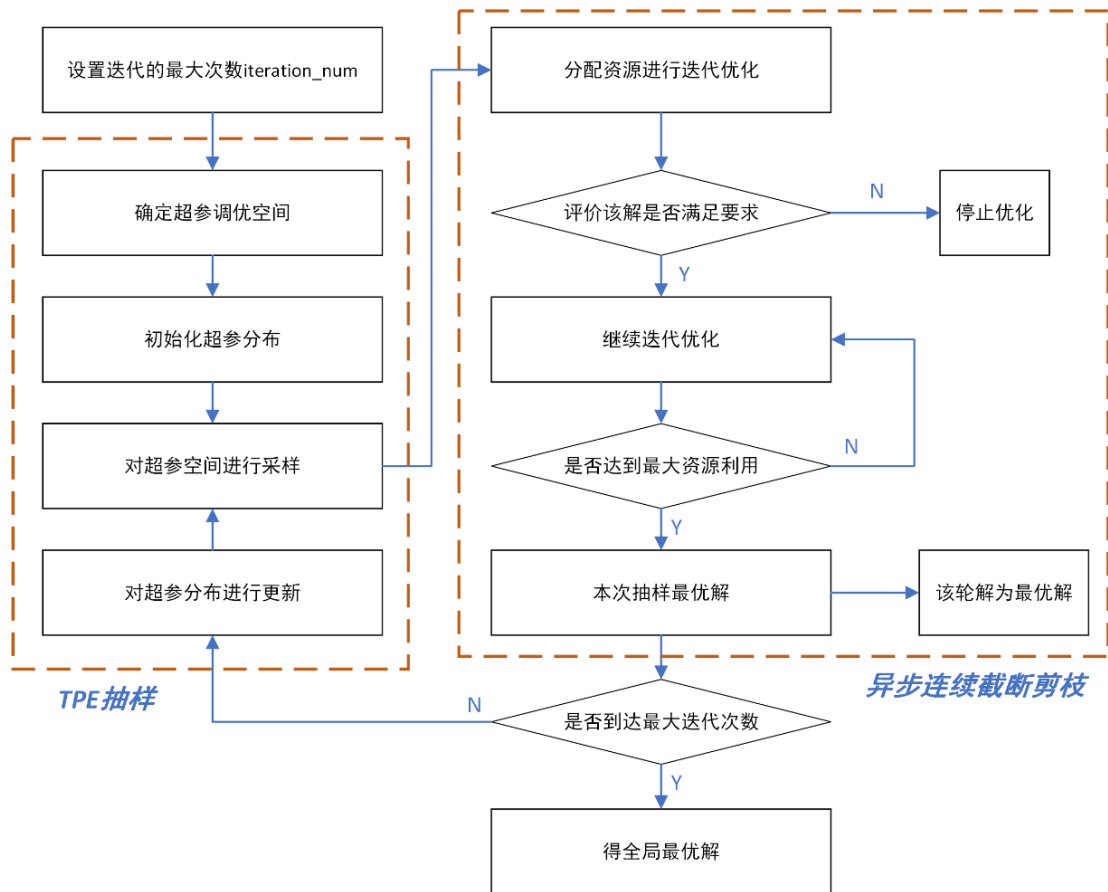 设置迭代的最大次数iteration_num
确定超参调优空间
初始化超参分布
对超参空间进行采样
对超参分布进行更新
TPE抽样
分配资源进行迭代优化
评价该解是否满足要求
N
停止优化
Y
继续迭代优化
是否达到最大资源利用
N
Y
本次抽样最优解
该轮解为最优解
异步连续截断剪枝
是否到达最大迭代次数
N
Y
得全局最优解